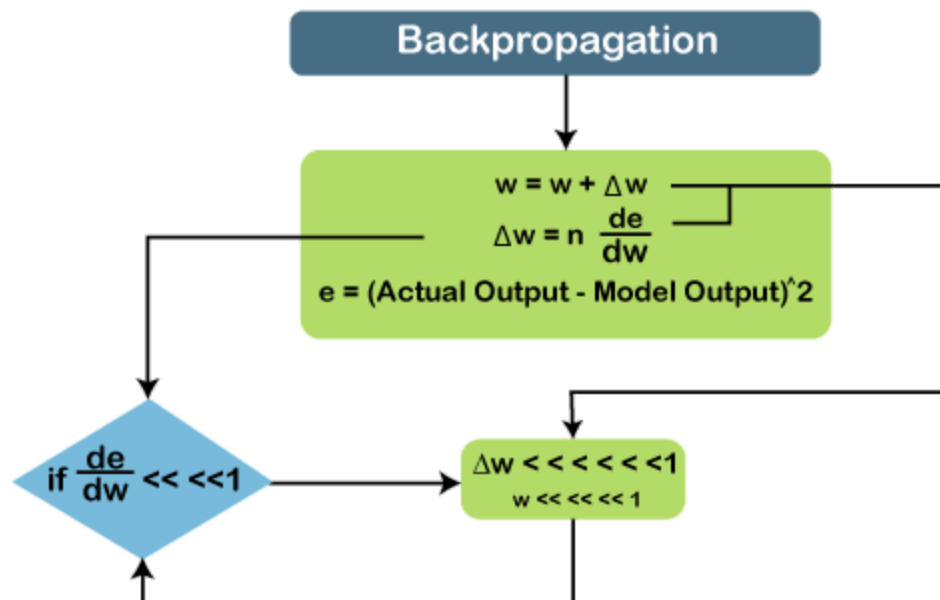 Backpropagation
w = w + Δw
Δw = n de/dw
e = (Actual Output - Model Output)^2
if de/dw << <<1
Δw < < < < < <<1
w << << << 1